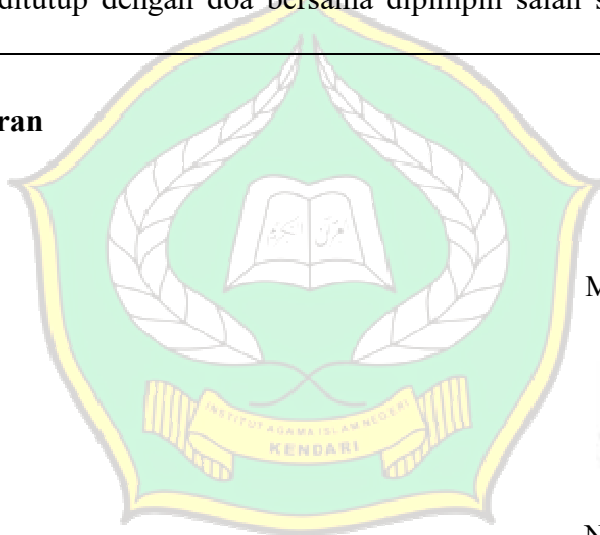 ditutup dengan doa bersama dipimpin salah s
ran
M
INSTITUT AGAMA ISLAM NEGERI
KENDARI
N